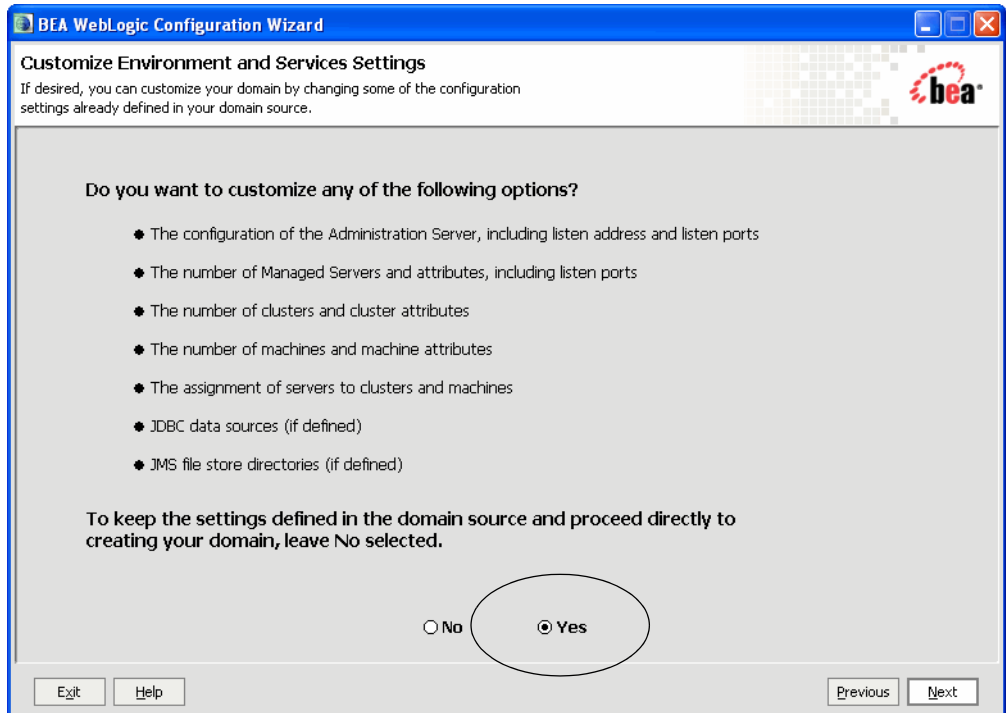 BEA WebLogic Configuration Wizard
Customize Environment and Services Settings
If desired, you can customize your domain by changing some of the configuration
settings already defined in your domain source.
bea
Do you want to customize any of the following options?
The configuration of the Administration Server, including listen address and listen ports
The number of Managed Servers and attributes, including listen ports
The number of clusters and cluster attributes
The number of machines and machine attributes
The assignment of servers to clusters and machines
JDBC data sources (if defined)
JMS file store directories (if defined)
To keep the settings defined in the domain source and proceed directly to
creating your domain, leave No selected.
No Yes
Exit Help Previous Next